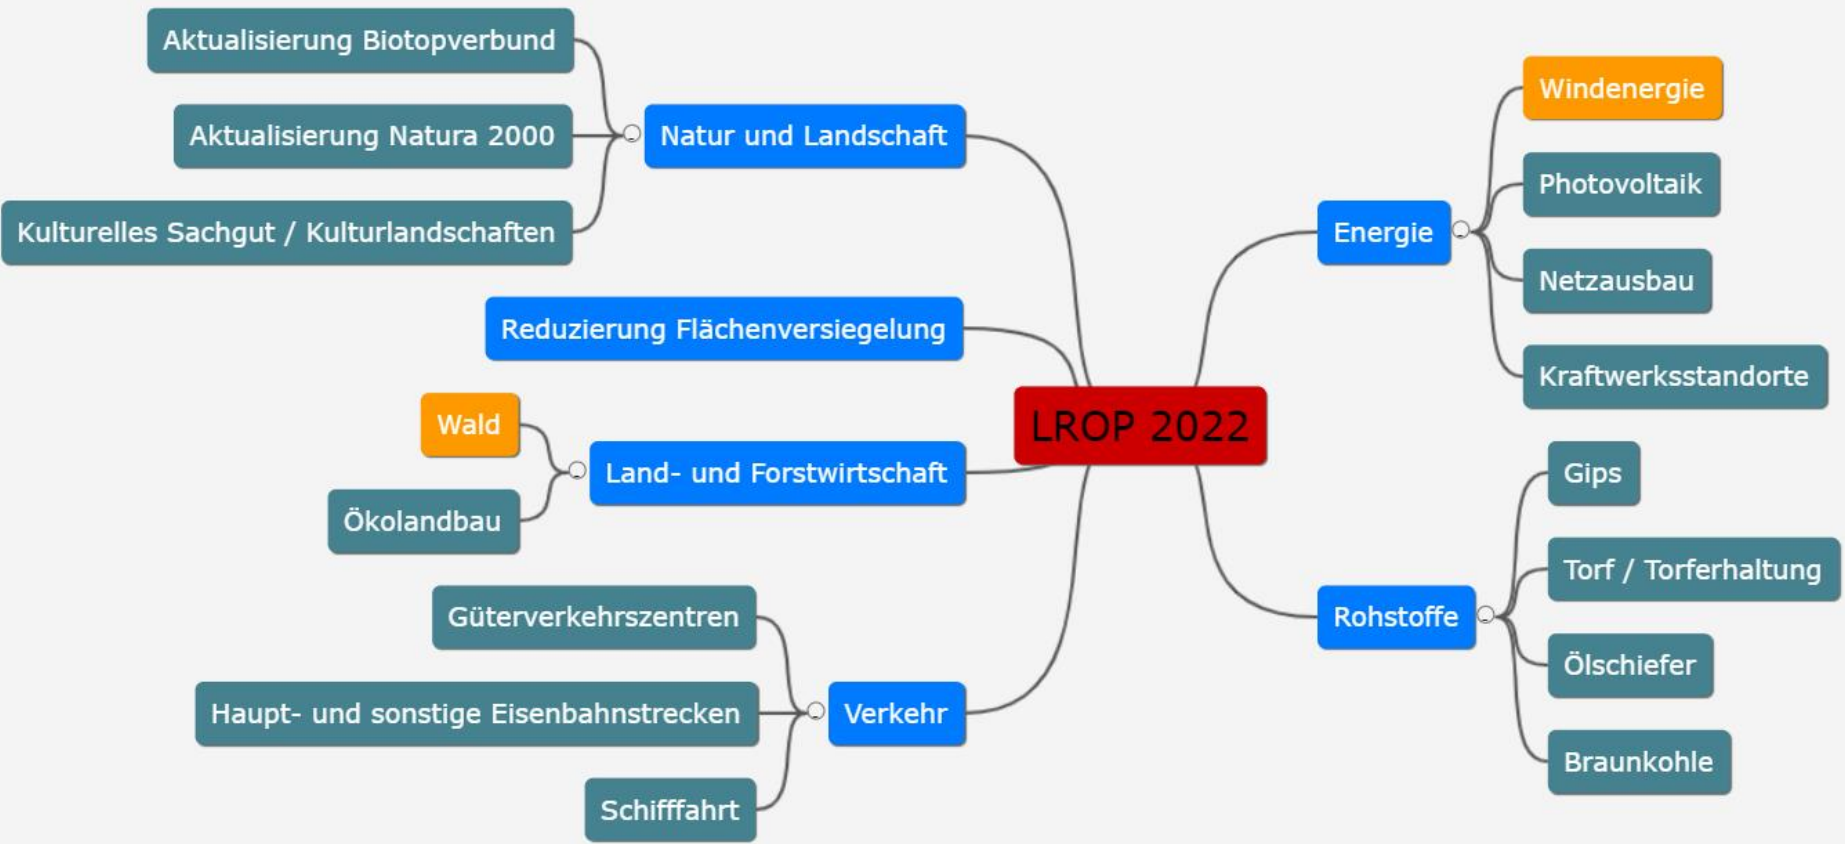 Aktualisierung Biotopverbund
Aktualisierung Natura 2000
Kulturelles Sachgut / Kulturlandschaften
Natur und Landschaft
Reduzierung Flächenversiegelung
Wald
Ökolandbau
Land- und Forstwirtschaft
Güterverkehrszentren
Haupt- und sonstige Eisenbahnstrecken
Schifffahrt
Verkehr
LROP 2022
Energie
Windenergie
Photovoltaik
Netzausbau
Kraftwerksstandorte
Rohstoffe
Gips
Torf / Torferhaltung
Ölschiefer
Braunkohle